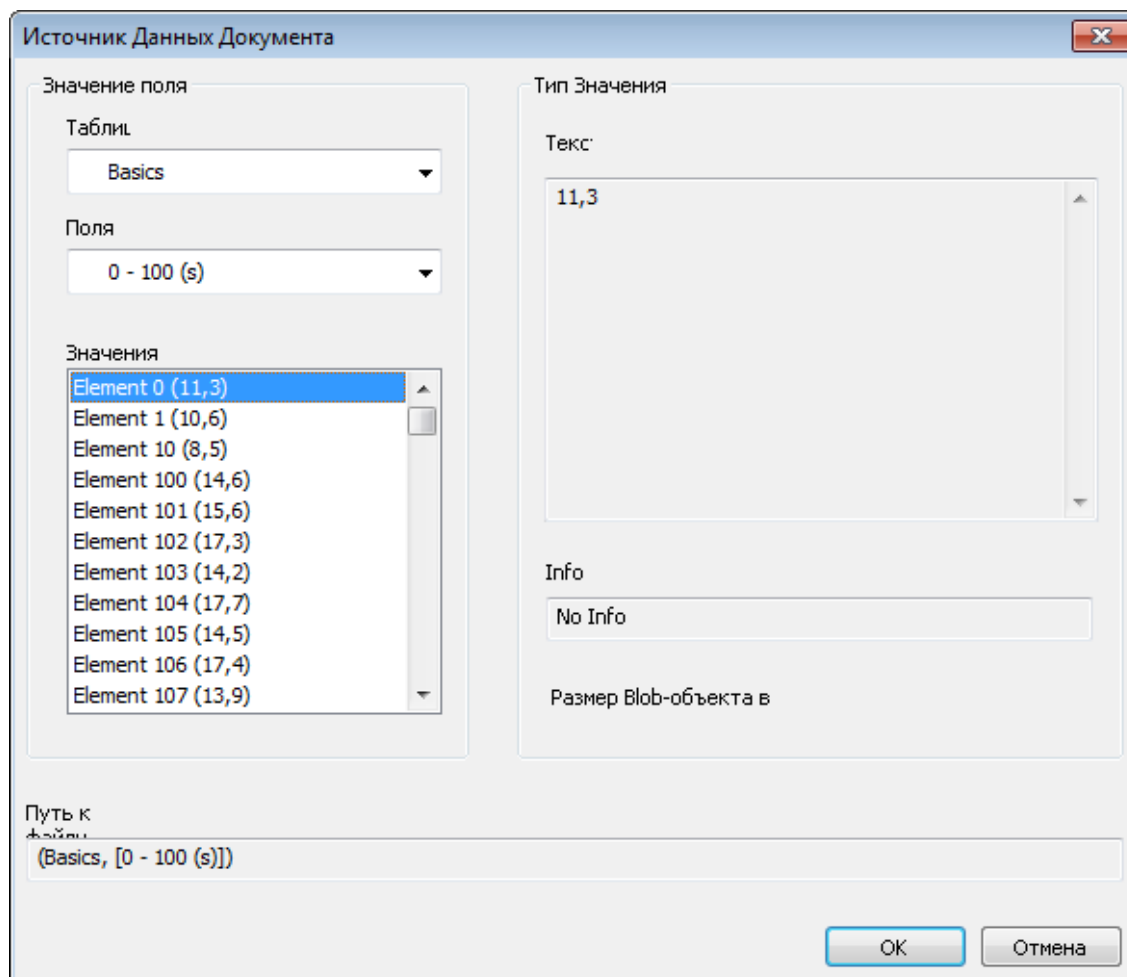 Источник Данных Документа
Значение поля
Таблиц
Basics
Поля
0 - 100 (s)
Значения
Element 0 (11,3)
Element 1 (10,6)
Element 10 (8,5)
Element 100 (14,6)
Element 101 (15,6)
Element 102 (17,3)
Element 103 (14,2)
Element 104 (17,7)
Element 105 (14,5)
Element 106 (17,4)
Element 107 (13,9)
Тип Значения
Текст
11,3
Info
No Info
Размер Blob-объекта в
Путь к
(Basics, [0 - 100 (s)])
OK
Отмена